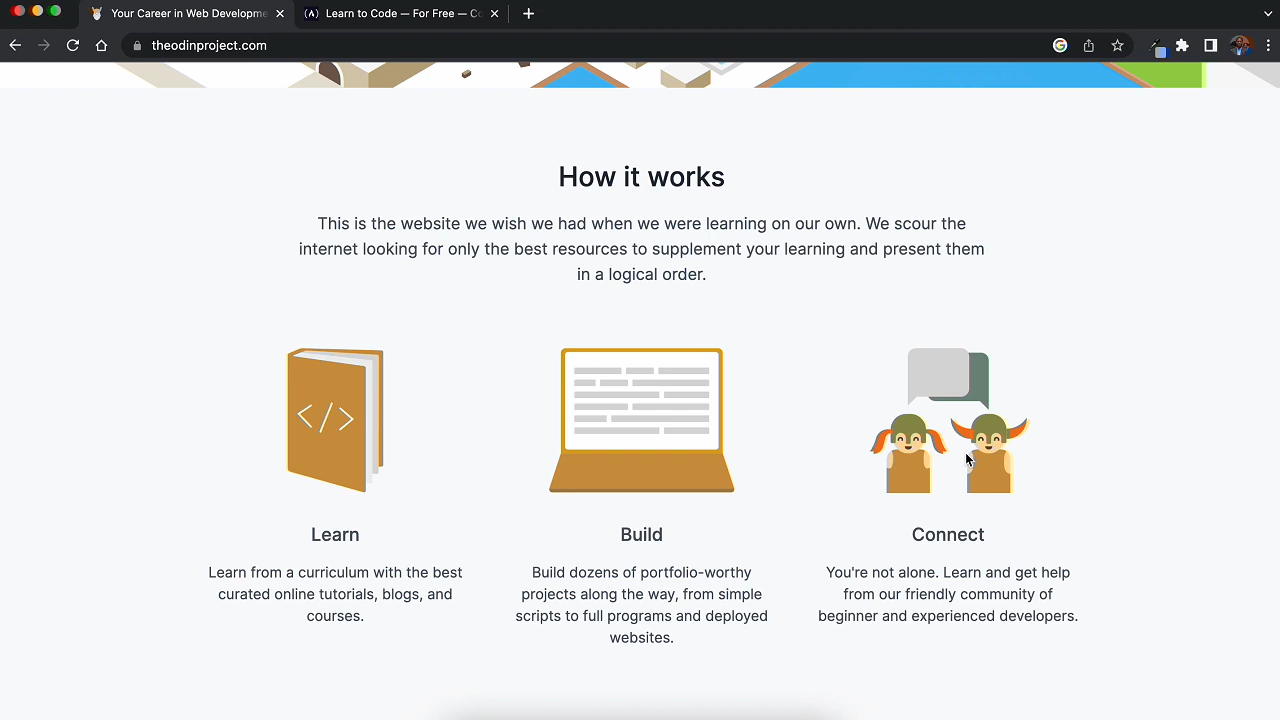 Your Career in Web Developme
Learn to Code — For Free — Co
theodinproject.com
How it works
This is the website we wish we had when we were learning on our own. We scour the
internet looking for only the best resources to supplement your learning and present them
in a logical order.
</>
Learn
Learn from a curriculum with the best
curated online tutorials, blogs, and
courses.
Build
Build dozens of portfolio-worthy
projects along the way, from simple
scripts to full programs and deployed
websites.
Connect
You're not alone. Learn and get help
from our friendly community of
beginner and experienced developers.